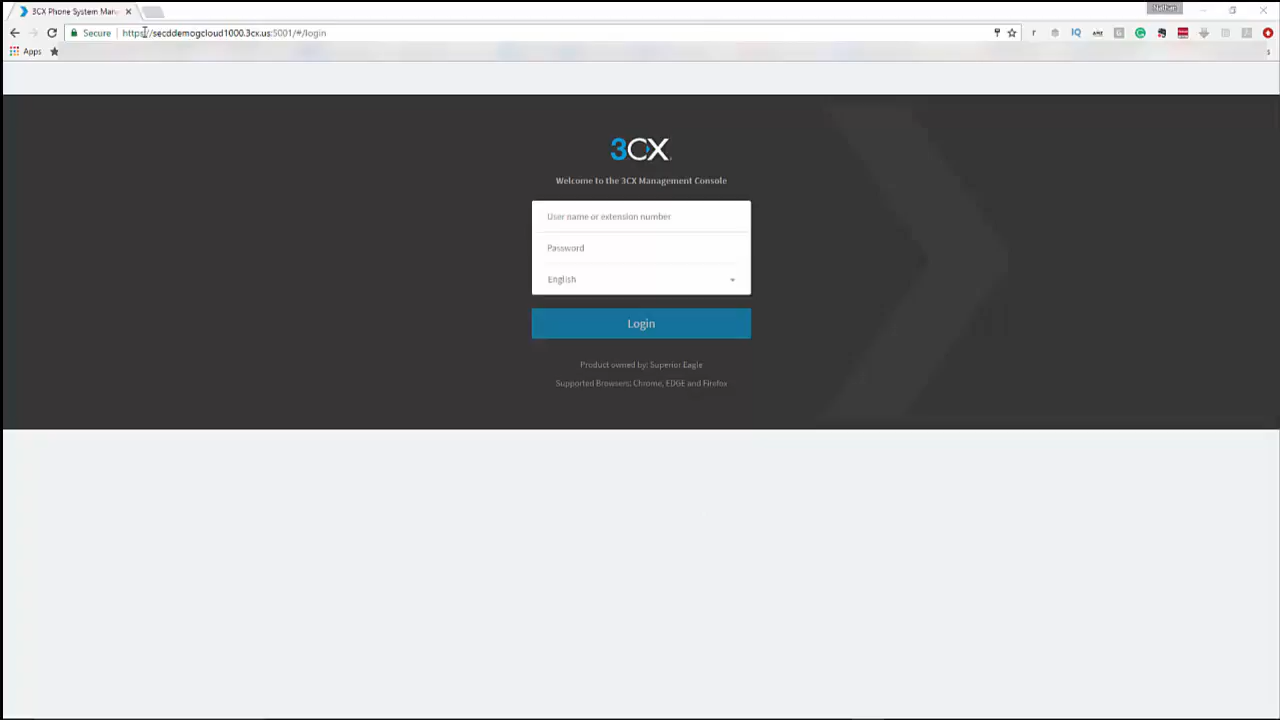 3CX Phone System Man
Nathan
Secure
https://secddemogcloud1000.3cx.us:5001/#/login
Apps
3CX
Welcome to the 3CX Management Console
User name or extension number
Password
English
Login
Product owned by: Superior Eagle
Supported Browsers: Chrome, EDGE and Firefox